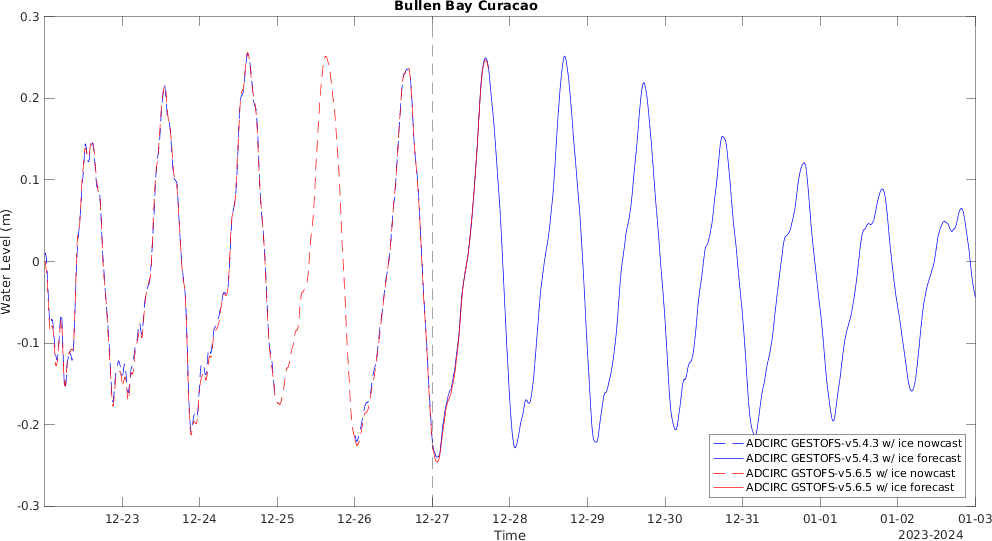 Bullen Bay Curacao
0.3
0.2
0.1
0
-0.1
-0.2
-0.3
Water Level (m)
12-23 12-24 12-25 12-26 12-27 12-28 12-29 12-30 12-31 01-01 01-02 01-03
Time
2023-2024
ADCIRC GESTOFS-v5.4.3 w/ ice nowcast
ADCIRC GESTOFS-v5.4.3 w/ ice forecast
ADCIRC GSTOFS-v5.6.5 w/ ice nowcast
ADCIRC GSTOFS-v5.6.5 w/ ice forecast